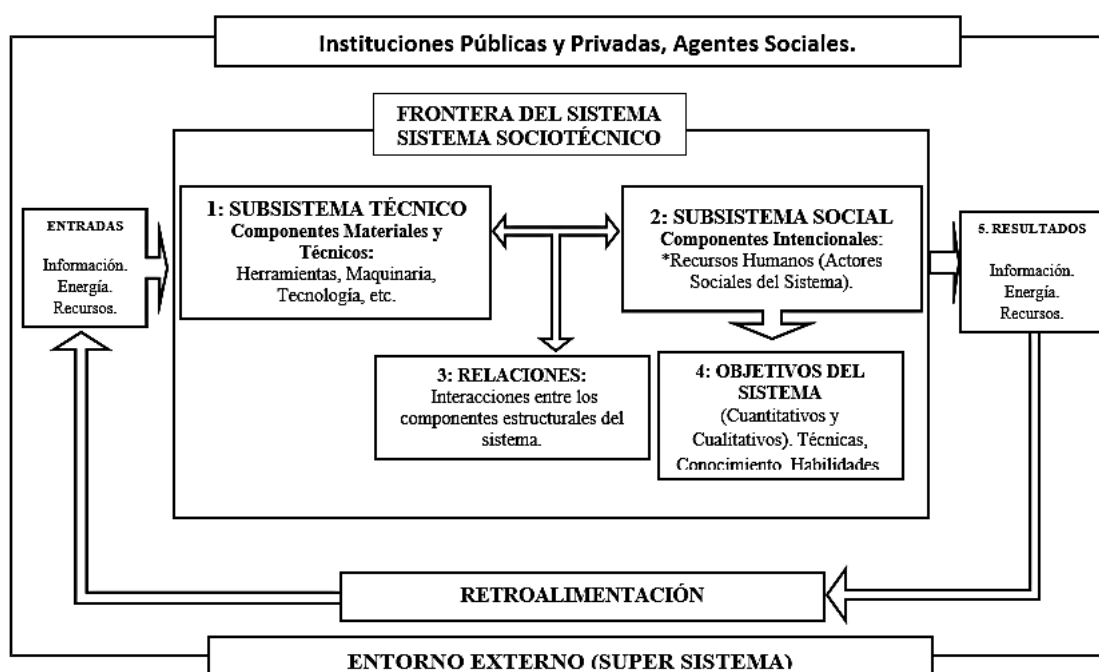 Instituciones Públicas y Privadas, Agentes Sociales.
FRONTERA DEL SISTEMA
SISTEMA SOCIOTÉCNICO
ENTRADAS
Información.
Energía.
Recursos.
1: SUBSISTEMA TÉCNICO
Componentes Materiales y
Técnicos:
Herramientas, Maquinaria,
Tecnología, etc.
2: SUBSISTEMA SOCIAL
Componentes Intencionales:
*Recursos Humanos (Actores
Sociales del Sistema).
5. RESULTADOS
Información.
Energía.
Recursos.
3: RELACIONES:
Interacciones entre los
componentes estructurales del
sistema.
4: OBJETIVOS DEL
SISTEMA
(Cuantitativos y
Cualitativos). Técnicas,
Conocimiento, Habilidades
RETROALIMENTACIÓN
ENTORNO EXTERNO (SUPER SISTEMA)